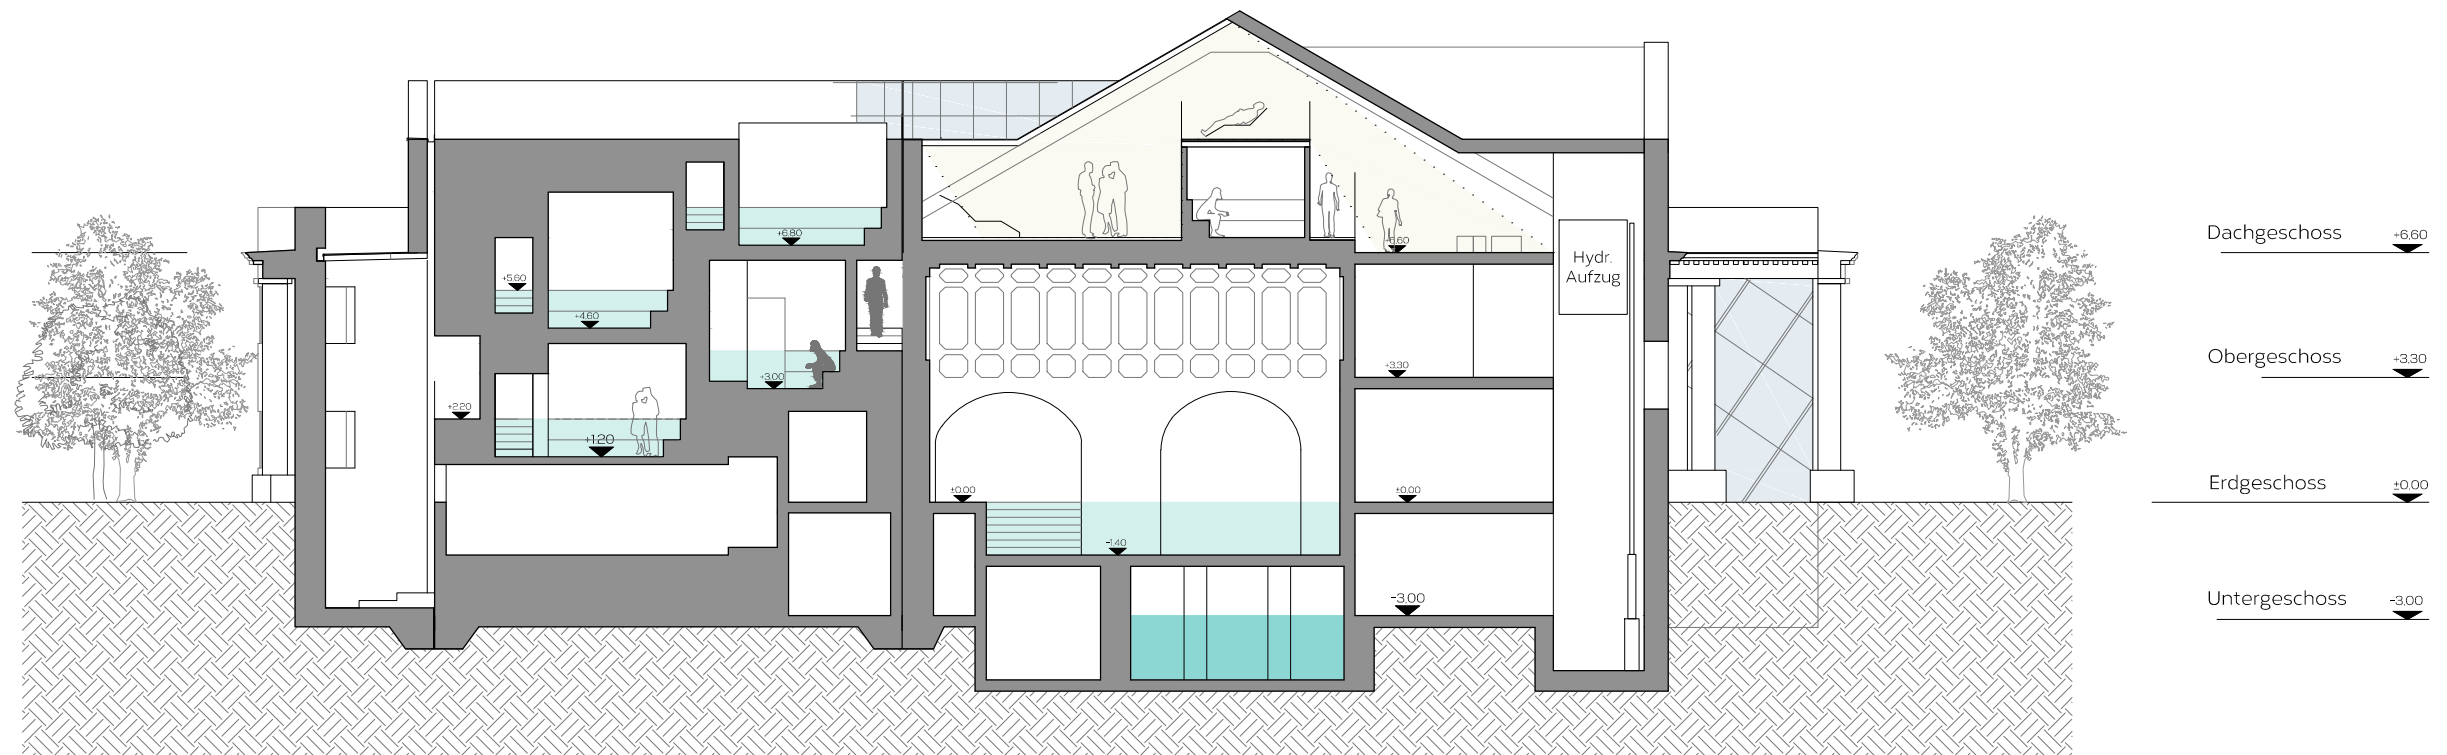 Dachgeschoss +6,60
Obergeschoss +3,30
Erdgeschoss ±0,00
Untergeschoss -3,00
Hydr.
Aufzug
+6.80
+5.60
+4.60
+3.00
+2.20
+1.20
+6.60
+3.30
±0.00
±0.00
-1.40
-3.00